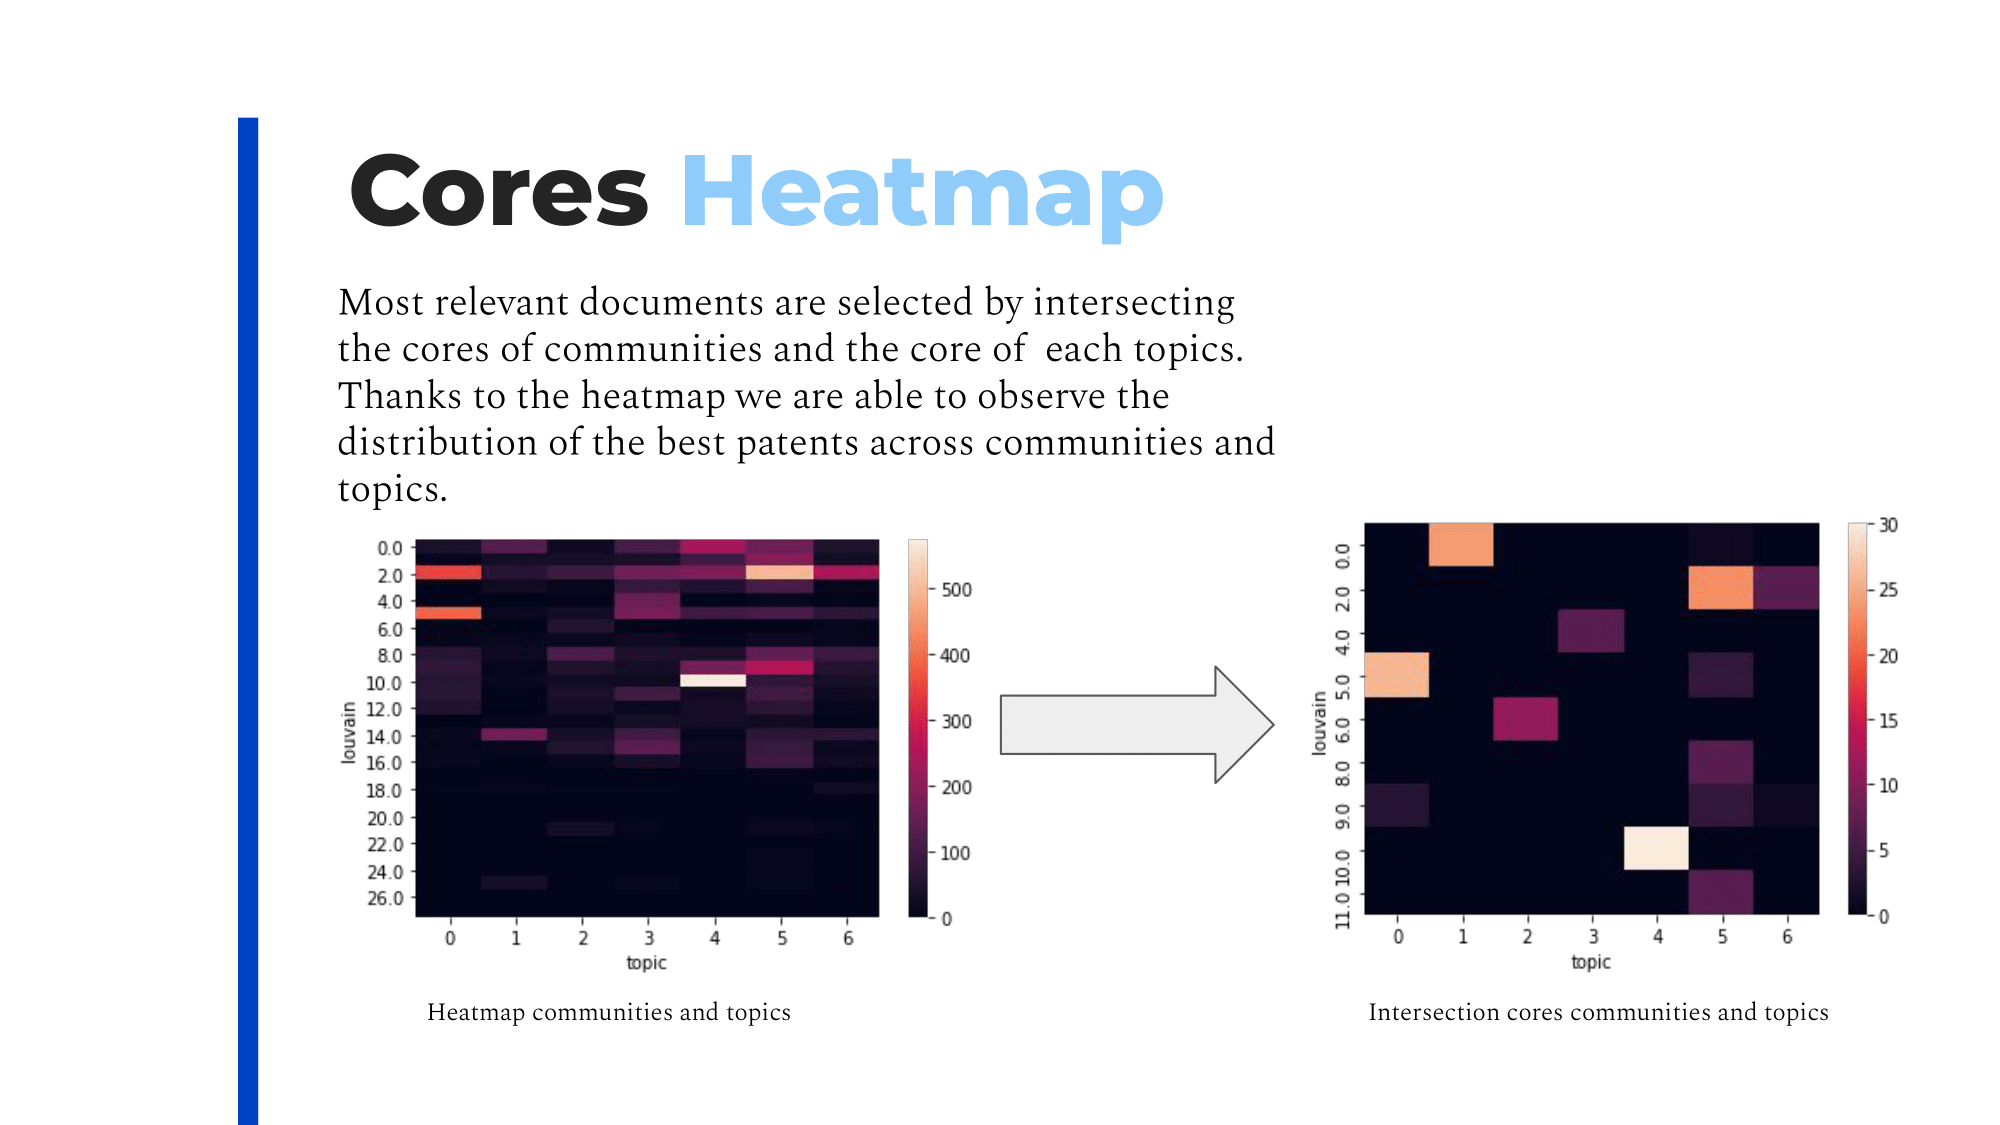 Cores Heatmap
Most relevant documents are selected by intersecting
the cores of communities and the core of  each topics.
Thanks to the heatmap we are able to observe the
distribution of the best patents across communities and
topics.
louvain
0.0
2.0
4.0
6.0
8.0
10.0
12.0
14.0
16.0
18.0
20.0
22.0
24.0
26.0
0 1 2 3 4 5 6
topic
500
400
300
200
100
0
Heatmap communities and topics
louvain
0.0
2.0
4.0
5.0
6.0
8.0
9.0
10.0
11.0
0 1 2 3 4 5 6
topic
30
25
20
15
10
5
0
Intersection cores communities and topics